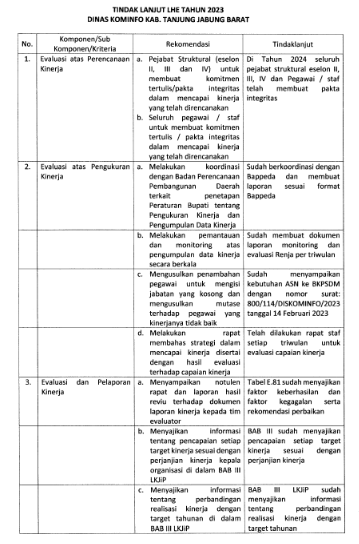 TINDAK LANJUT LHE TAHUN 2023
DINAS KOMINFO KAB. TANJUNG JABUNG BARAT
No.
Komponen/Sub
Komponen/Kriteria
Rekomendasi
Tindaklanjut
1.
Evaluasi atas Perencanaan
Kinerja
a. Pejabat Struktural (eselon
II, III dan IV) untuk
membuat komitmen
tertulis/pakta integritas
dalam mencapai kinerja
yang telah direncanakan
b. Seluruh pegawai / staf
untuk membuat komitmen
tertulis / pakta integritas
dalam mencapai kinerja
yang telah direncanakan
Di Tahun 2024 seluruh
pejabat struktural eselon II,
III, IV dan Pegawai / staf
telah membuat pakta
integritas
2.
Evaluasi atas Pengukuran
Kinerja
a. Melakukan koordinasi
dengan Badan Perencanaan
Pembangunan Daerah
terkait penetapan
Peraturan Bupati tentang
Pengukuran Kinerja dan
Pengumpulan Data Kinerja
Sudah berkoordinasi dengan
Bappeda dan membuat
laporan sesuai format
Bappeda
b. Melakukan pemantauan
dan monitoring atas
pengumpulan data kinerja
secara berkala
Sudah membuat dokumen
laporan monitoring dan
evaluasi Renja per triwulan
c. Mengusulkan penambahan
pegawai untuk mengisi
jabatan yang kosong dan
mengusulkan mutase
terhadap pegawai yang
kinerjanya tidak baik
Sudah menyampaikan
kebutuhan ASN ke BKPSDM
dengan nomor surat:
800/114/DISKOMINFO/2023
tanggal 14 Februari 2023
d. Melakukan rapat
membahas strategi dalam
mencapai kinerja disertai
dengan hasil evaluasi
terhadap capaian kinerja
Telah dilakukan rapat staf
setiap triwulan untuk
evaluasi capaian kinerja
3.
Evaluasi dan Pelaporan
Kinerja
a. Menyampaikan notulen
rapat dan laporan hasil
reviu terhadap dokumen
laporan kinerja kepada tim
evaluator
Tabel E.81 sudah menyajikan
faktor keberhasilan dan
faktor kegagalan serta
rekomendasi perbaikan
b. Menyajikan informasi
tentang pencapaian setiap
target kinerja sesuai dengan
perjanjian kinerja kepala
organisasi di dalam BAB III
LKJiP
BAB III sudah menyajikan
pencapaian setiap target
kinerja sesuai dengan
perjanjian kinerja
c. Menyajikan informasi
tentang perbandingan
realisasi kinerja dengan
target tahunan di dalam
BAB III LKJiP
BAB III LKJiP sudah
menyajikan informasi
tentang perbandingan
realisasi kinerja dengan
target tahunan